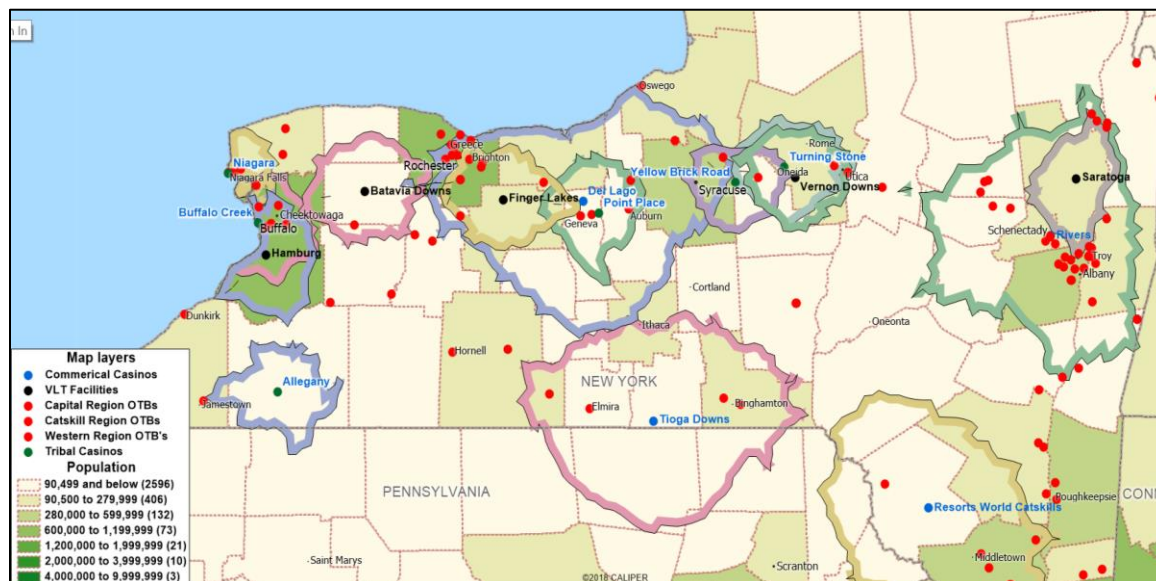 n In
Oswego
Niagara
Niagara Falls
Greece
Rochester
Brighton
Batavia Downs
Finger Lakes
Yellow Brick Road
Syracuse
Del Lago
Point Place
Geneva
Auburn
Rome
Turning Stone
Oneida
Utica
Vernon Downs
Saratoga
Buffalo Creek
Cheektowaga
Buffalo
Hamburg
Schenectady
Rivers
Troy
Albany
Cortland
Dunkirk
Ithaca
Oneonta
Hornell
Allegany
Jamestown
NEW YORK
Elmira
Binghamton
Tioga Downs
PENNSYLVANIA
Poughkeepsie
CONN
Resorts World Catskills
Middletown
Saint Marys
Scranton
©2018 CALIPER
Map layers
Commerical Casinos
VLT Facilities
Capital Region OTBs
Catskill Region OTBs
Western Region OTB's
Tribal Casinos
Population
90,499 and below (2596)
90,500 to 279,999 (406)
280,000 to 599,999 (132)
600,000 to 1,199,999 (73)
1,200,000 to 1,999,999 (21)
2,000,000 to 3,999,999 (10)
4,000,000 to 9,999,999 (3)